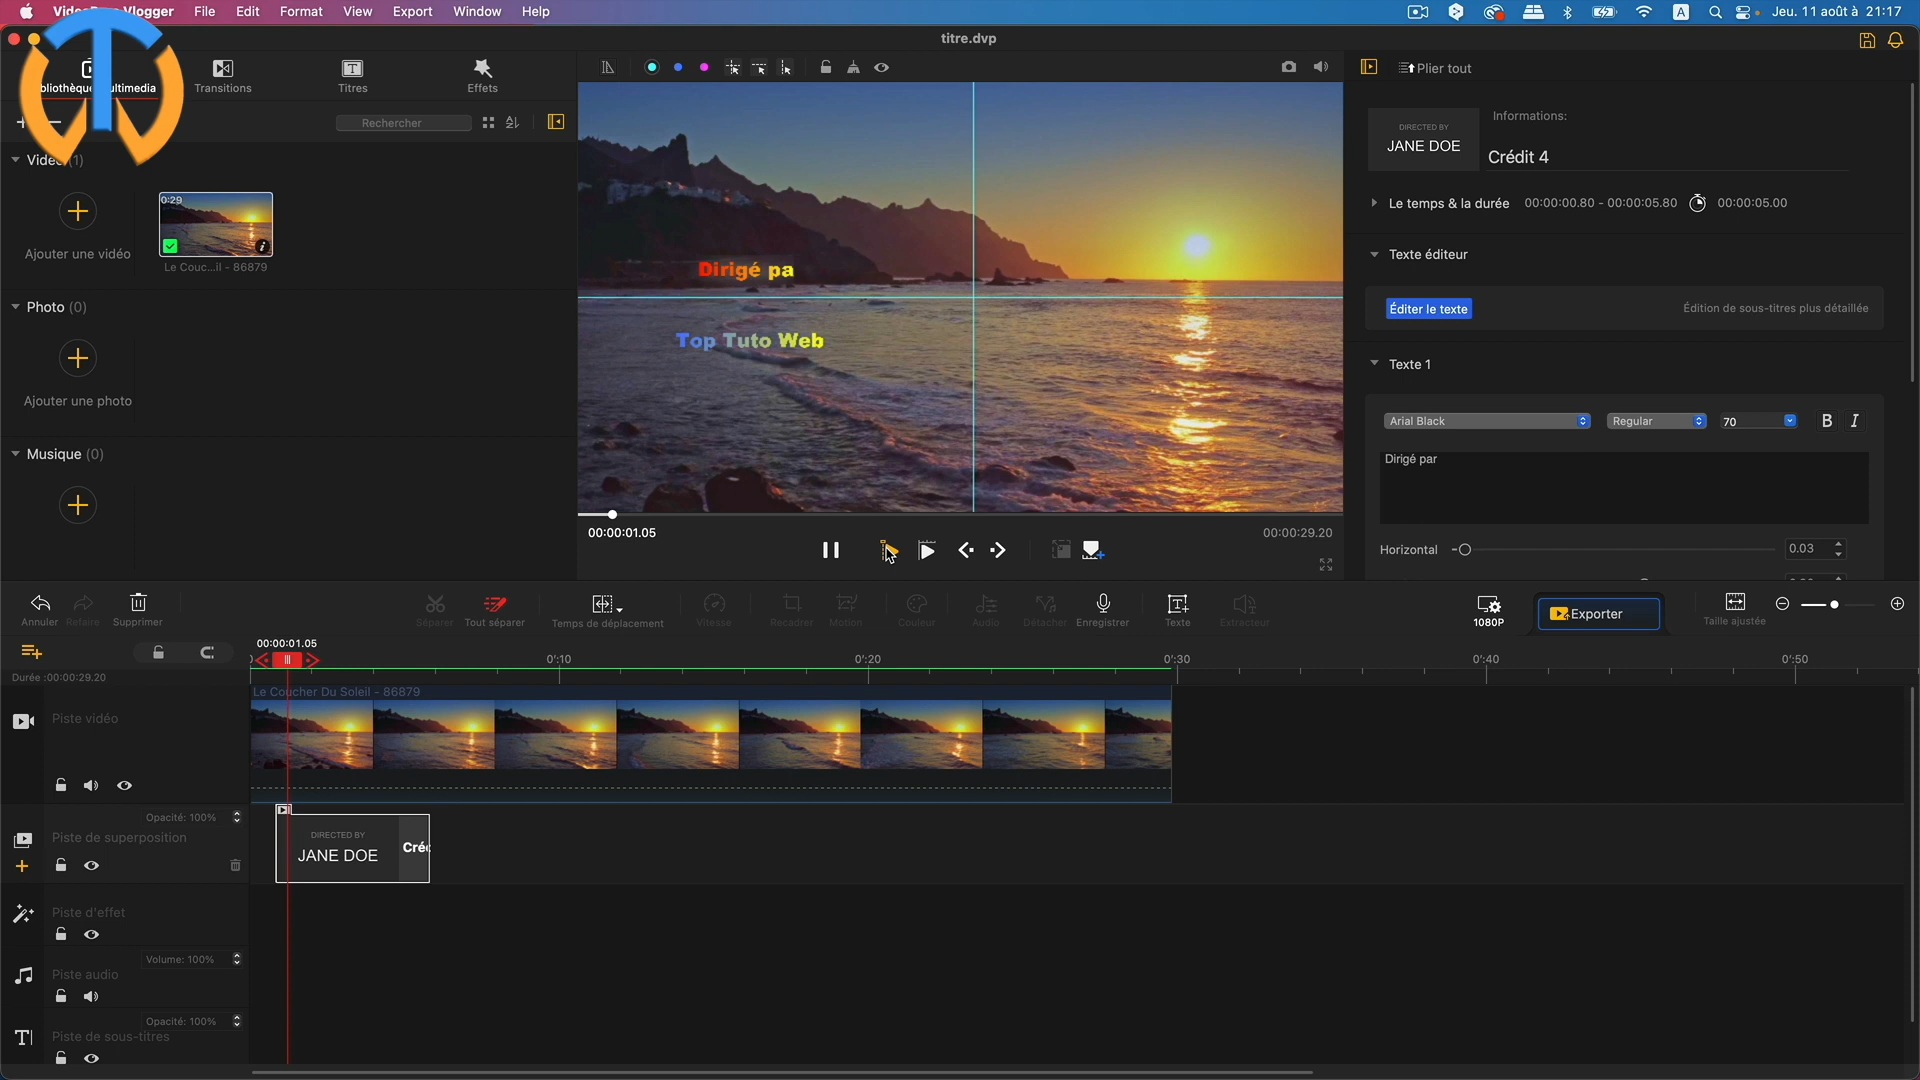 Vlogger File Edit Format View Export Window Help
A Jeu. 11 août à 21:17
titre.dvp
Transitions
Titres
Effets
Plier tout
Rechercher
Vidéo (1)
0:29
Ajouter une vidéo
Le Couc...il - 86879
Photo (0)
Ajouter une photo
Musique (0)
Dirigé pa
Top Tuto Web
00:00:01.05
00:00:29.20
DIRECTED BY
JANE DOE
Informations:
Crédit 4
Le temps & la durée 00:00:00.80 - 00:00:05.80 00:00:05.00
Texte éditeur
Éditer le texte
Édition de sous-titres plus détaillée
Texte 1
Arial Black
Regular
70
B I
Dirigé par
Horizontal
0.03
Annuler
Refaire
Supprimer
Séparer
Tout séparer
Temps de déplacement
Vitesse
Recadrer
Motion
Couleur
Audio
Détacher
Enregistrer
Texte
Extracteur
1080P
Exporter
Taille ajustée
00:00:01.05
0':10
0':20
0':30
0':40
0':50
Durée :00:00:29.20
Le Coucher Du Soleil - 86879
Piste vidéo
Opacité: 100%
Piste de superposition
DIRECTED BY
JANE DOE
Piste d'effet
Volume: 100%
Piste audio
Opacité: 100%
Piste de sous-titres